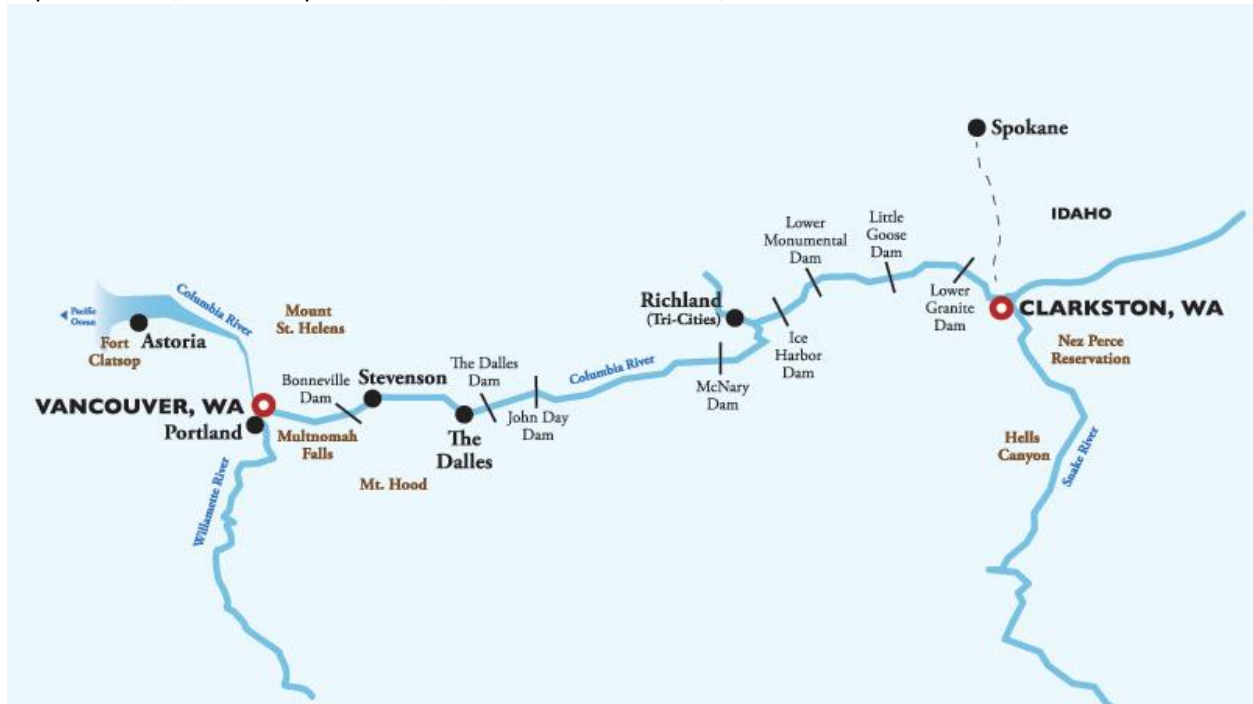 Spokane
IDAHO
Lower
Monumental
Dam
Little
Goose
Dam
Richland
(Tri-Cities)
Lower
Granite
Dam
CLARKSTON, WA
Nez Perce
Reservation
Columbia River
Pacific
Ocean
Fort
Clatsop
Astoria
Mount
St. Helens
Ice
Harbor
Dam
McNary
Dam
Columbia River
The Dalles
Dam
John Day
Dam
Bonneville
Dam
Stevenson
VANCOUVER, WA
Portland
Multnomah
Falls
The
Dalles
Mt. Hood
Willamette River
Hells
Canyon
Snake River